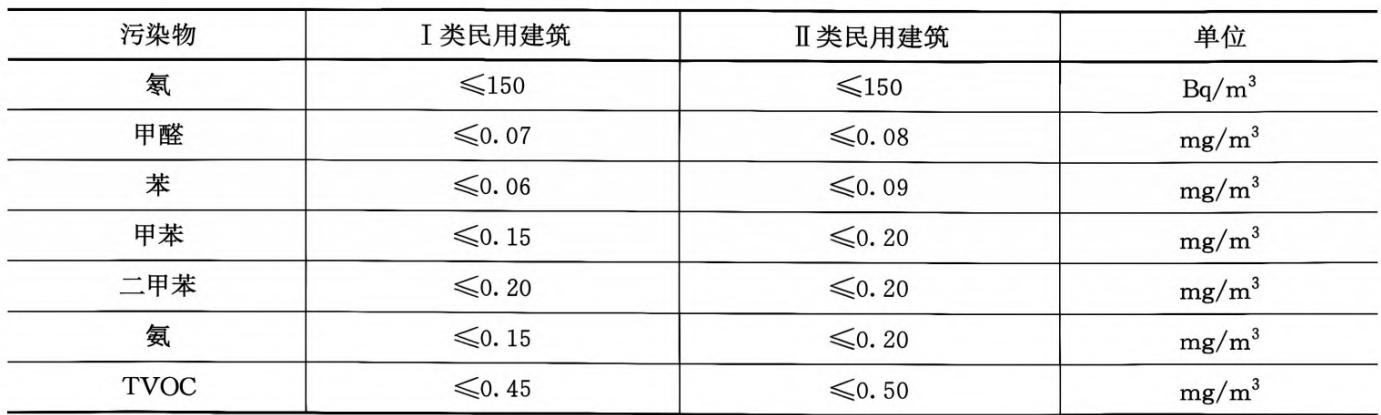 污染物 Ⅰ类民用建筑 Ⅱ类民用建筑 单位
氡 ≤150 ≤150 Bq/m³
甲醛 ≤0.07 ≤0.08 mg/m³
苯 ≤0.06 ≤0.09 mg/m³
甲苯 ≤0.15 ≤0.20 mg/m³
二甲苯 ≤0.20 ≤0.20 mg/m³
氨 ≤0.15 ≤0.20 mg/m³
TVOC ≤0.45 ≤0.50 mg/m³